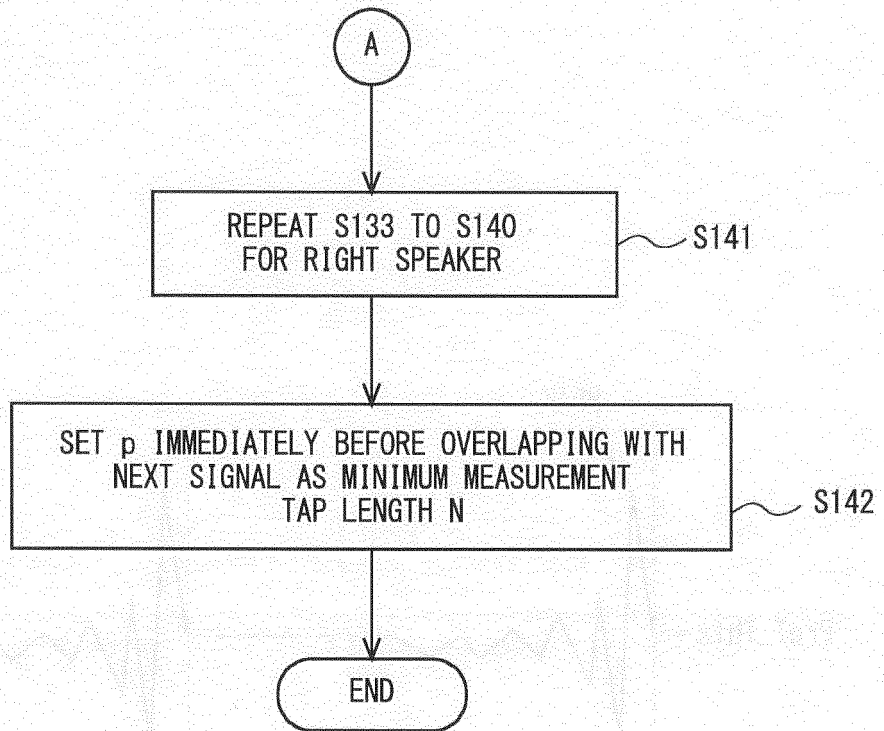 A
REPEAT S133 TO S140
FOR RIGHT SPEAKER
S141
SET p IMMEDIATELY BEFORE OVERLAPPING WITH
NEXT SIGNAL AS MINIMUM MEASUREMENT
TAP LENGTH N
S142
END